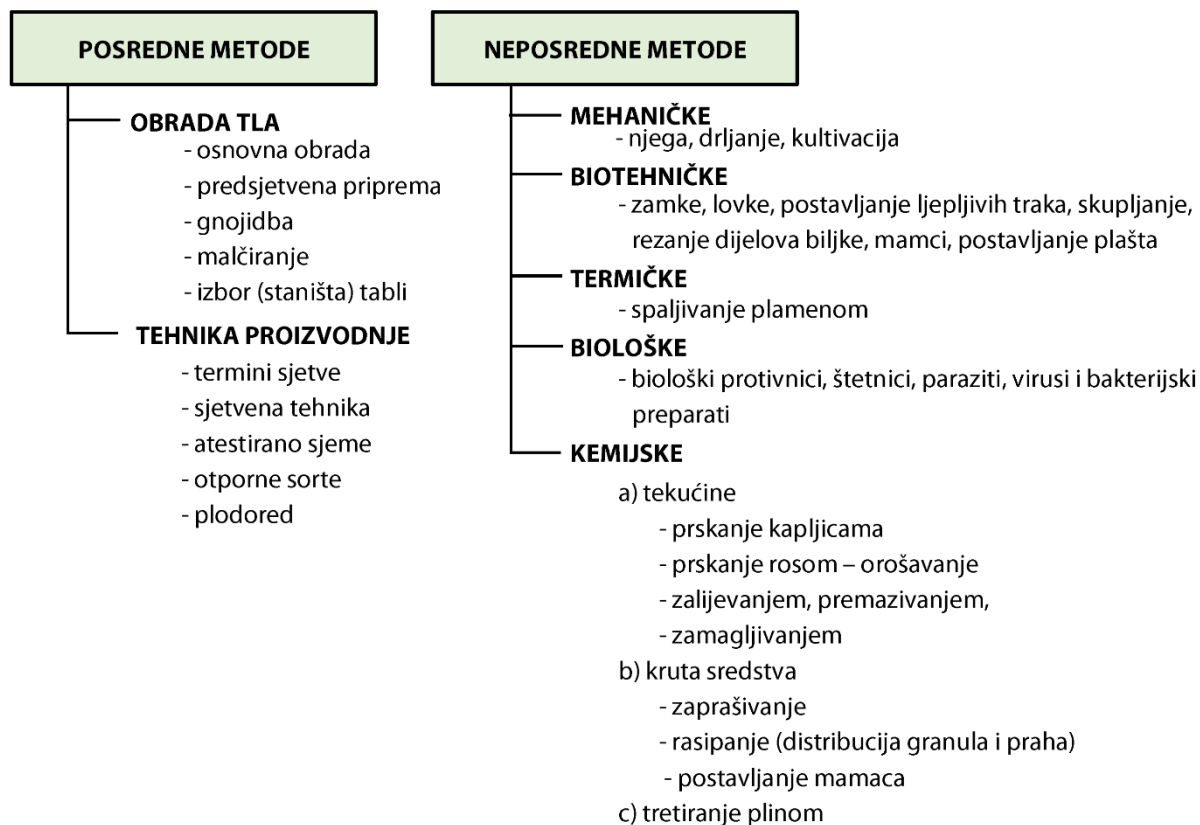 POSREDNE METODE
OBRADA TLA
- osnovna obrada
- predsjetvena priprema
- gnojidba
- malčiranje
- izbor (staništa) tabli
TEHNIKA PROIZVODNJE
- termini sjetve
- sjetvena tehnika
- atestirano sjeme
- otporne sorte
- plodored
NEPOSREDNE METODE
MEHANIČKE
- njega, drljanje, kultivacija
BIOTEHNIČKE
- zamke, lovke, postavljanje ljepljivih traka, skupljanje,
rezanje dijelova biljke, mamci, postavljanje plašta
TERMIČKE
- spaljivanje plamenom
BIOLOŠKE
- biološki protivnici, štetnici, paraziti, virusi i bakterijski
preparati
KEMIJSKE
a) tekućine
- prskanje kapljicama
- prskanje rosom – orošavanje
- zalijevanjem, premazivanjem,
- zamagljivanjem
b) kruta sredstva
- zaprašivanje
- rasipanje (distribucija granula i praha)
- postavljanje mamaca
c) tretiranje plinom